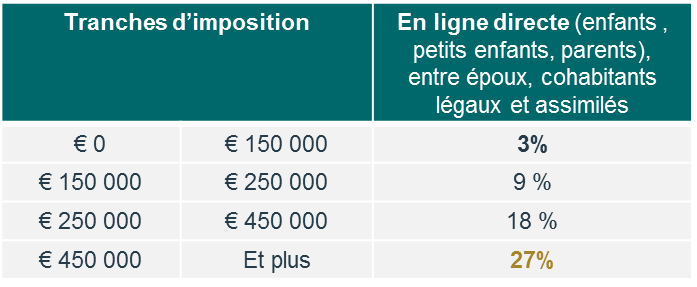 Tranches d’imposition
En ligne directe (enfants ,
petits enfants, parents),
entre époux, cohabitants
légaux et assimilés
€ 0 € 150 000 3%
€ 150 000 € 250 000 9 %
€ 250 000 € 450 000 18 %
€ 450 000 Et plus 27%